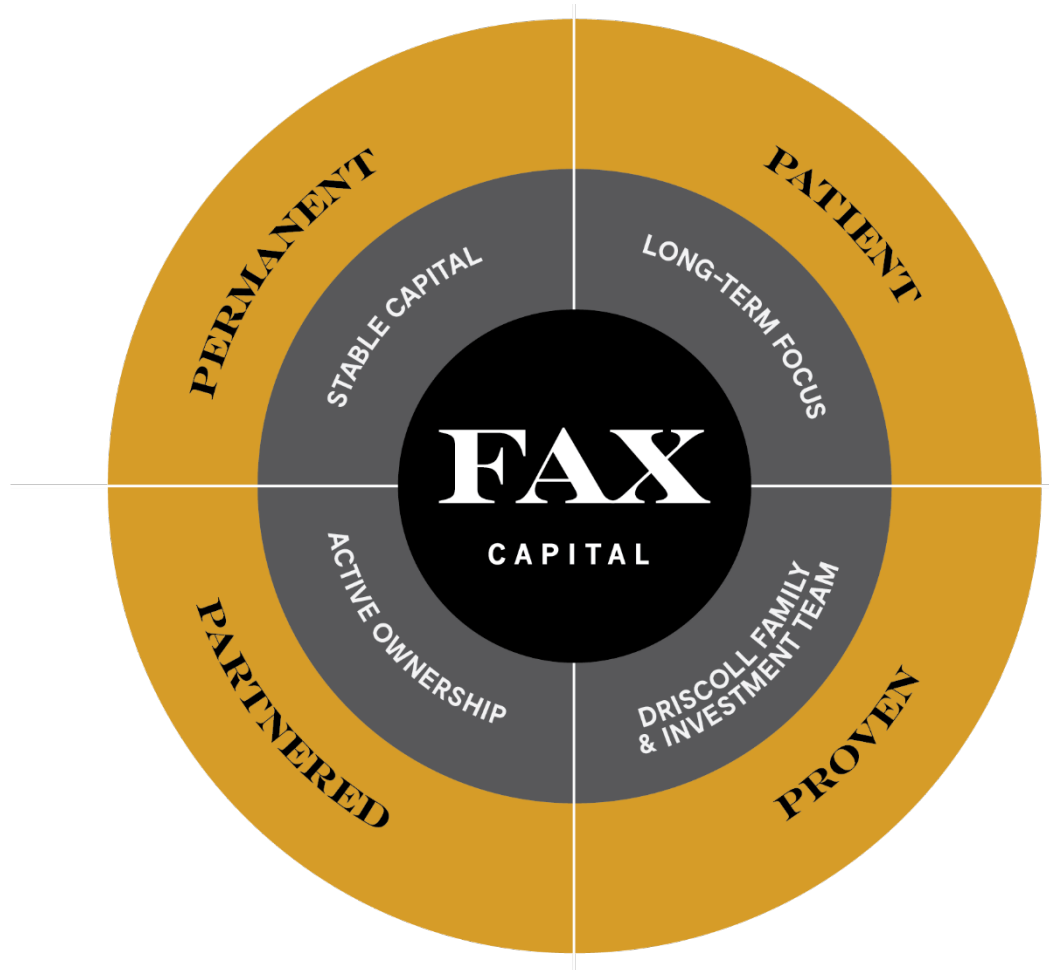 PERMANENT
PATIENT
STABLE CAPITAL
LONG-TERM FOCUS
FAX
CAPITAL
ACTIVE OWNERSHIP
DRISCOLL FAMILY
& INVESTMENT TEAM
PARTNERED
PROVEN